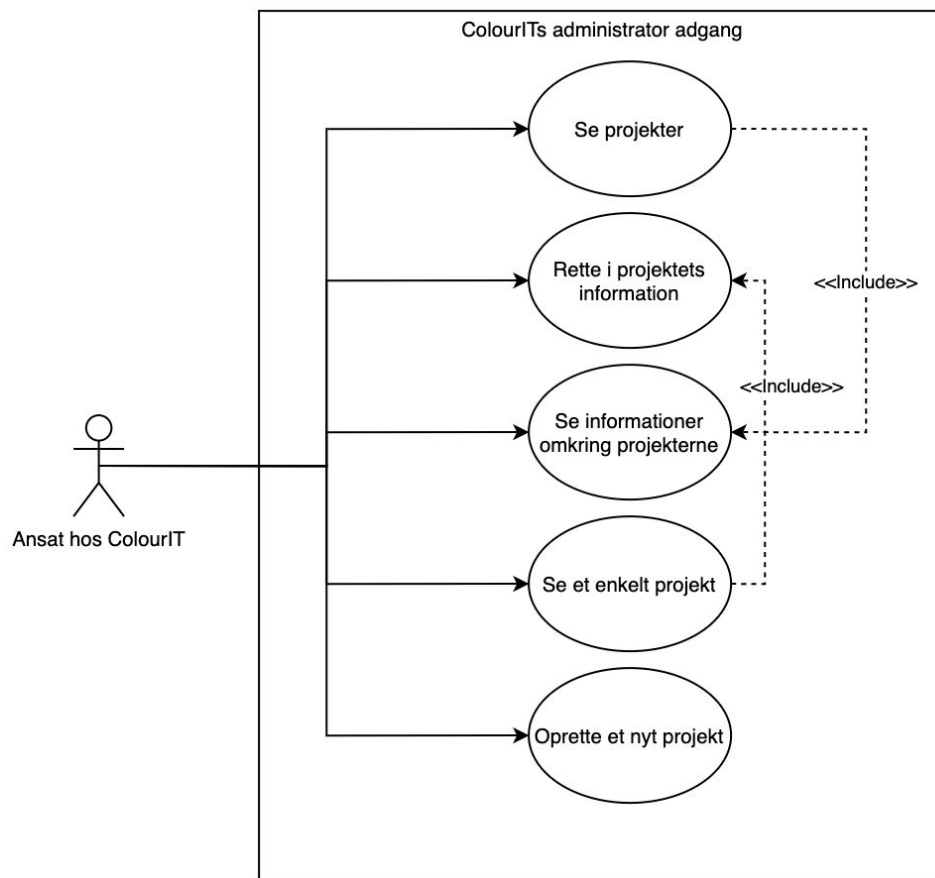 ColourITs administrator adgang
Se projekter
Rette i projektets
information
<<Include>>
<<Include>>
Se informationer
omkring projekterne
Ansat hos ColourIT
Se et enkelt projekt
Oprette et nyt projekt